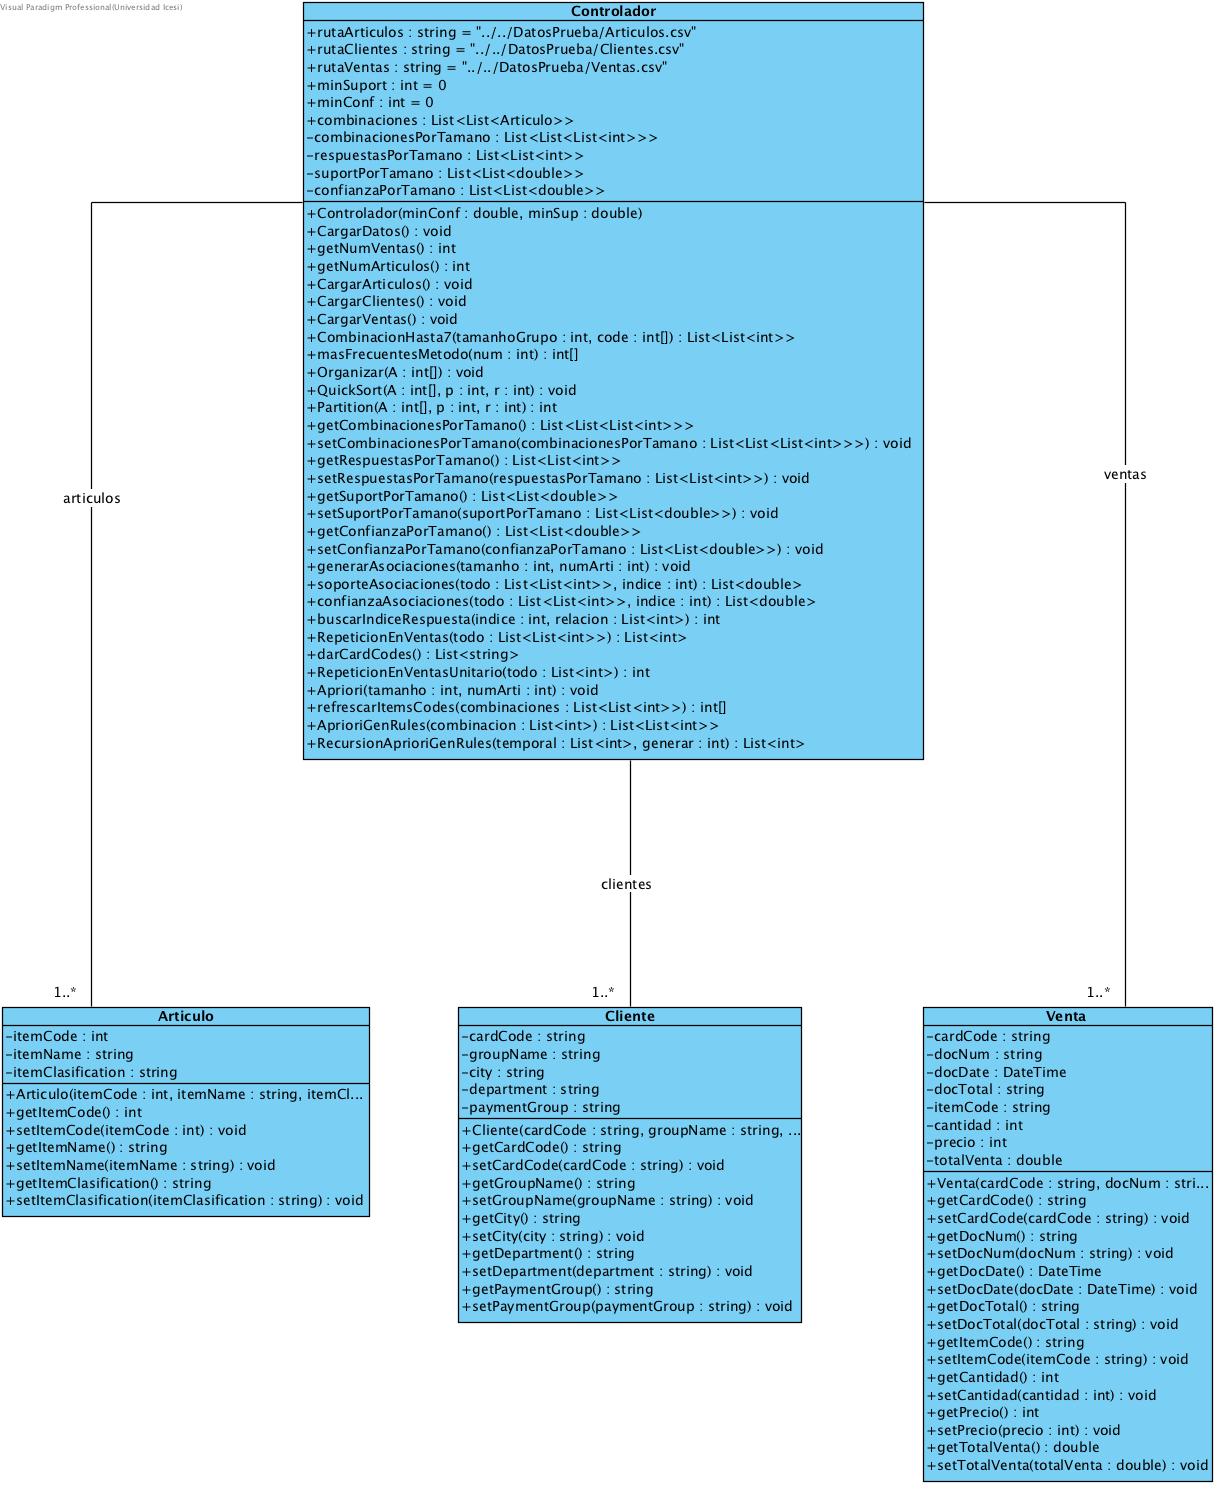 Visual Paradigm Professional(Universidad Icesi)
Controlador
+rutaArticulos : string = "../../DatosPrueba/Articulos.csv"
+rutaClientes : string = "../../DatosPrueba/Clientes.csv"
+rutaVentas : string = "../../DatosPrueba/Ventas.csv"
+minSuport : int = 0
+minConf : int = 0
+combinaciones : List<List<Articulo>>
-combinacionesPorTamano : List<List<List<int>>>
-respuestasPorTamano : List<List<int>>
-suportPorTamano : List<List<double>>
-confianzaPorTamano : List<List<double>>
+Controlador(minConf : double, minSup : double)
+CargarDatos() : void
+getNumVentas() : int
+getNumArticulos() : int
+CargarArticulos() : void
+CargarClientes() : void
+CargarVentas() : void
+CombinacionHasta7(tamanhoGrupo : int, code : int[]) : List<List<int>>
+masFrecuentesMetodo(num : int) : int[]
+Organizar(A : int[]) : void
+QuickSort(A : int[], p : int, r : int) : void
+Partition(A : int[], p : int, r : int) : int
+getCombinacionesPorTamano() : List<List<List<int>>>
+setCombinacionesPorTamano(combinacionesPorTamano : List<List<List<int>>>) : void
+getRespuestasPorTamano() : List<List<int>>
+setRespuestasPorTamano(respuestasPorTamano : List<List<int>>) : void
+getSuportPorTamano() : List<List<double>>
+setSuportPorTamano(suportPorTamano : List<List<double>>) : void
+getConfianzaPorTamano() : List<List<double>>
+setConfianzaPorTamano(confianzaPorTamano : List<List<double>>) : void
+generarAsociaciones(tamanho : int, numArti : int) : void
+soporteAsociaciones(todo : List<List<int>>, indice : int) : List<double>
+confianzaAsociaciones(todo : List<List<int>>, indice : int) : List<double>
+buscarIndiceRespuesta(indice : int, relacion : List<int>) : int
+RepeticionEnVentas(todo : List<List<int>>) : List<int>
+darCardCodes() : List<string>
+RepeticionEnVentasUnitario(todo : List<int>) : int
+Apriori(tamanho : int, numArti : int) : void
+refrescarItemsCodes(combinaciones : List<List<int>>) : int[]
+AprioriGenRules(combinacion : List<int>) : List<List<int>>
+RecursionAprioriGenRules(temporal : List<int>, generar : int) : List<int>
articulos
ventas
clientes
1..*
1..*
1..*
Articulo
-itemCode : int
-itemName : string
-itemClasification : string
+Articulo(itemCode : int, itemName : string, itemCl...
+getItemCode() : int
+setItemCode(itemCode : int) : void
+getItemName() : string
+setItemName(itemName : string) : void
+getItemClasification() : string
+setItemClasification(itemClasification : string) : void
Cliente
-cardCode : string
-groupName : string
-city : string
-department : string
-paymentGroup : string
+Cliente(cardCode : string, groupName : string, ...
+getCardCode() : string
+setCardCode(cardCode : string) : void
+getGroupName() : string
+setGroupName(groupName : string) : void
+getCity() : string
+setCity(city : string) : void
+getDepartment() : string
+setDepartment(department : string) : void
+getPaymentGroup() : string
+setPaymentGroup(paymentGroup : string) : void
Venta
-cardCode : string
-docNum : string
-docDate : DateTime
-docTotal : string
-itemCode : string
-cantidad : int
-precio : int
-totalVenta : double
+Venta(cardCode : string, docNum : stri...
+getCardCode() : string
+setCardCode(cardCode : string) : void
+getDocNum() : string
+setDocNum(docNum : string) : void
+getDocDate() : DateTime
+setDocDate(docDate : DateTime) : void
+getDocTotal() : string
+setDocTotal(docTotal : string) : void
+getItemCode() : string
+setItemCode(itemCode : string) : void
+getCantidad() : int
+setCantidad(cantidad : int) : void
+getPrecio() : int
+setPrecio(precio : int) : void
+getTotalVenta() : double
+setTotalVenta(totalVenta : double) : void